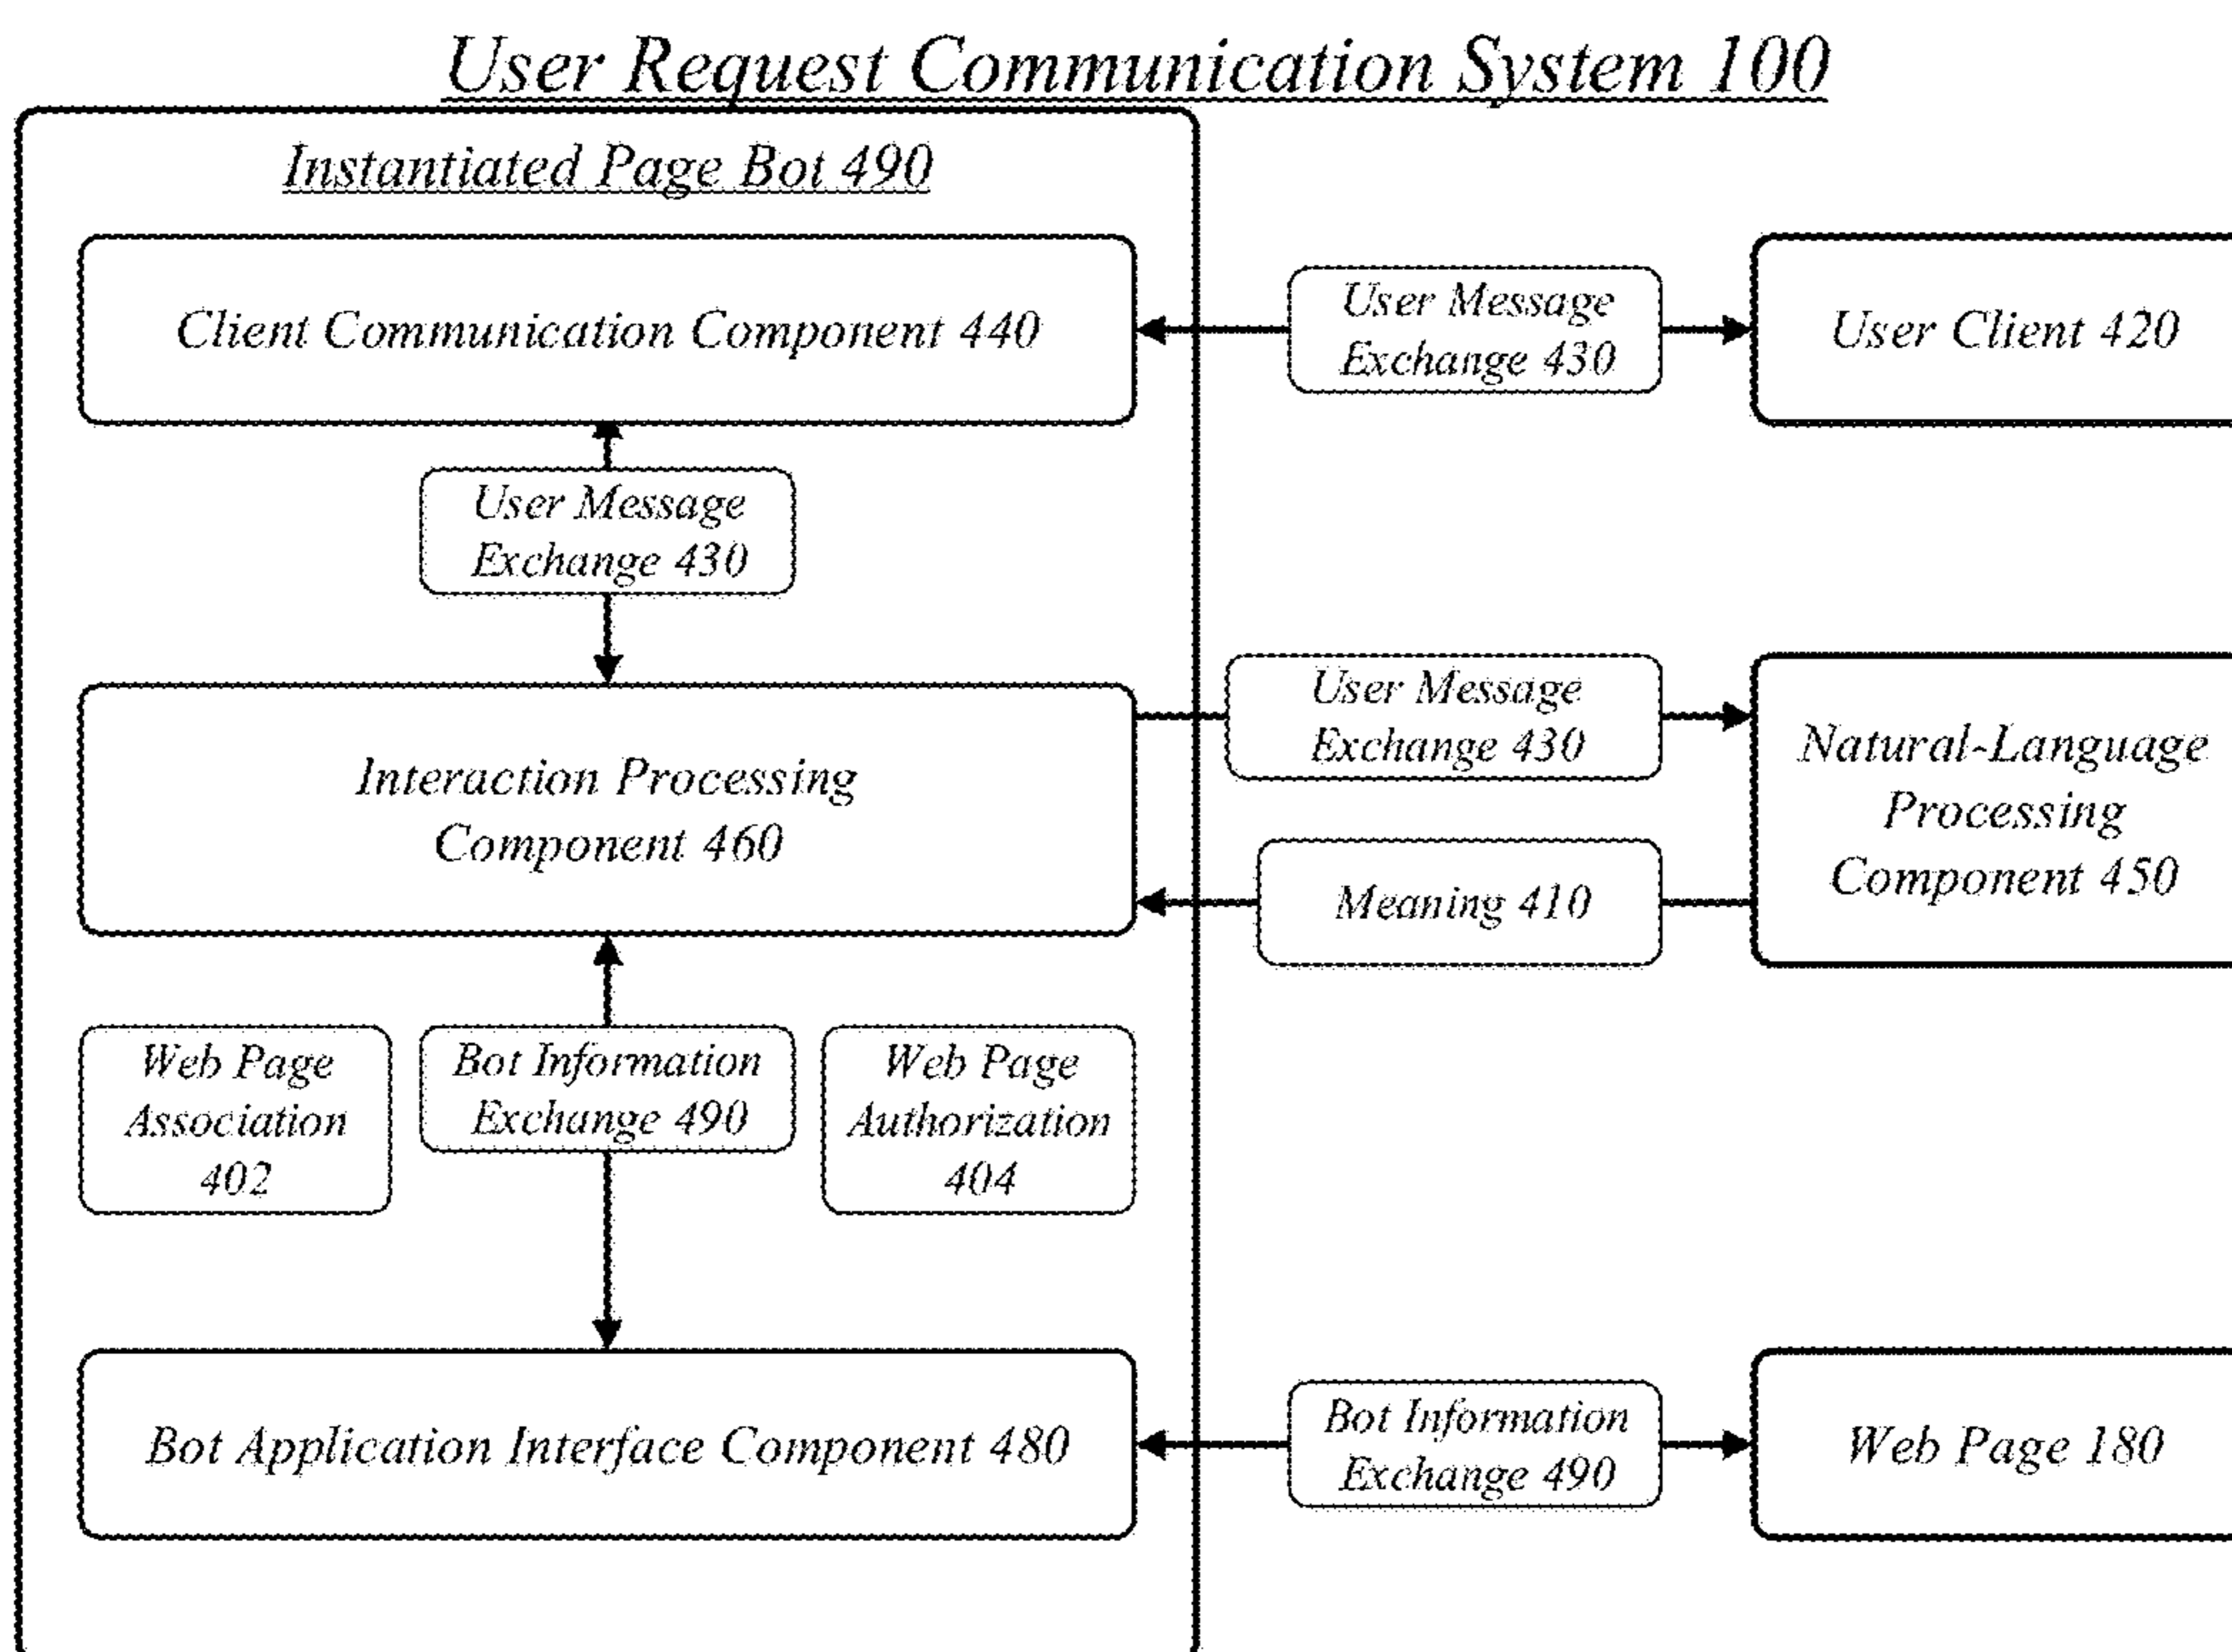 User Request Communication System 100
Instantiated Page Bot 490
Client Communication Component 440
User Message
Exchange 430
User Client 420
User Message
Exchange 430
Interaction Processing
Component 460
User Message
Exchange 430
Meaning 410
Natural-Language
Processing
Component 450
Web Page
Association
402
Bot Information
Exchange 490
Web Page
Authorization
404
Bot Application Interface Component 480
Bot Information
Exchange 490
Web Page 180